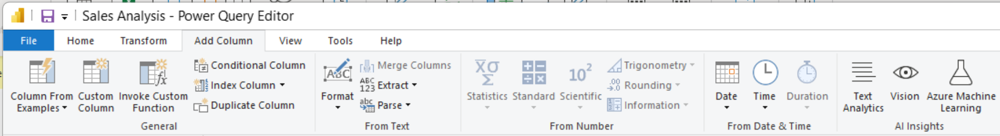 Sales Analysis - Power Query Editor
File Home Transform Add Column View Tools Help
Column From Examples
Custom Column
Invoke Custom Function
Conditional Column
Index Column
Duplicate Column
General
ABC
Format
Merge Columns
ABC 123 Extract
abc Parse
From Text
X̄σ Σ
Statistics
Standard
10²
Scientific
Trigonometry
.00 .0 Rounding
Information
From Number
Date
Time
Duration
From Date & Time
Text Analytics
Vision
Azure Machine Learning
AI Insights